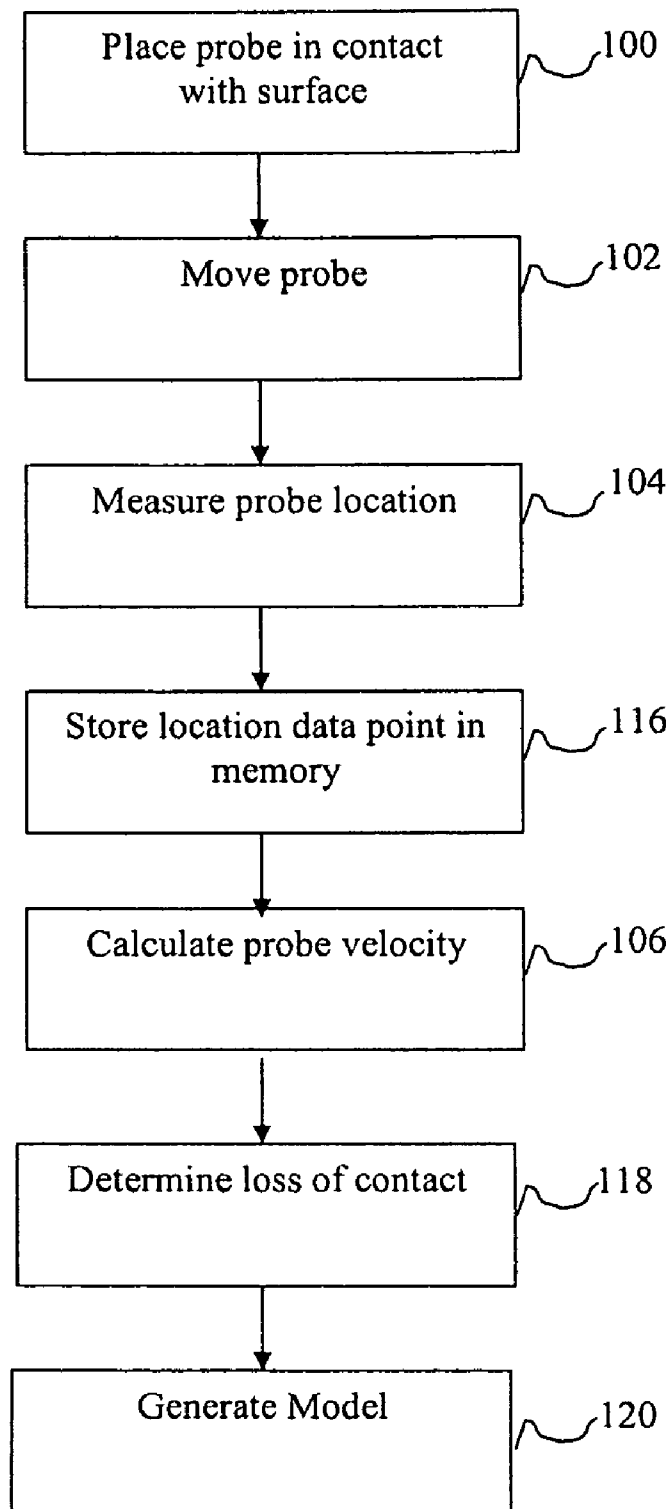 Place probe in contact
with surface
100
Move probe
102
Measure probe location
104
Store location data point in
memory
116
Calculate probe velocity
106
Determine loss of contact
118
Generate Model
120